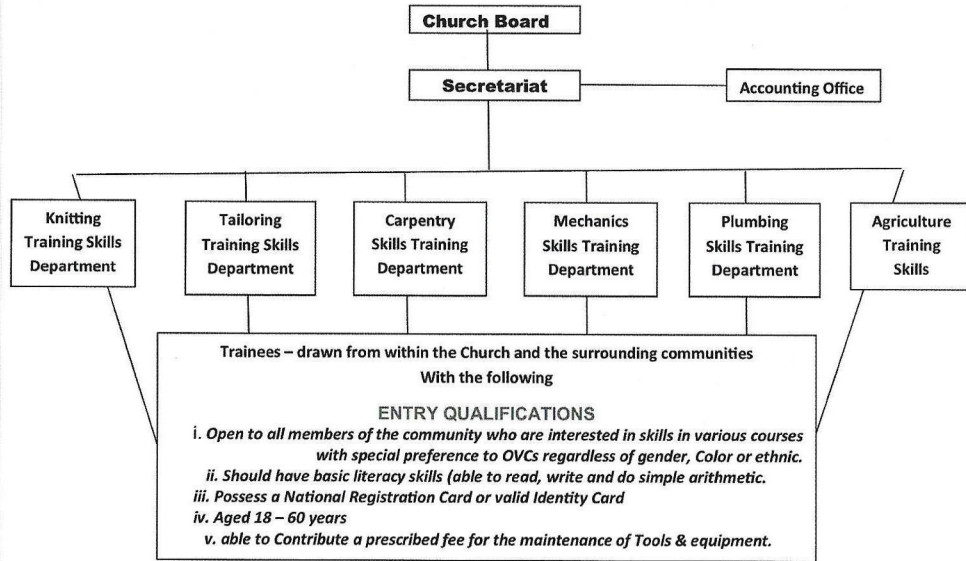 Church Board
Secretariat
Accounting Office
Knitting
Training Skills
Department
Tailoring
Training Skills
Department
Carpentry
Skills Training
Department
Mechanics
Skills Training
Department
Plumbing
Skills Training
Department
Agriculture
Training
Skills
Trainees – drawn from within the Church and the surrounding communities
With the following
ENTRY QUALIFICATIONS
i. Open to all members of the community who are interested in skills in various courses
with special preference to OVCs regardless of gender, Color or ethnic.
ii. Should have basic literacy skills (able to read, write and do simple arithmetic.
iii. Possess a National Registration Card or valid Identity Card
iv. Aged 18 – 60 years
v. able to Contribute a prescribed fee for the maintenance of Tools & equipment.